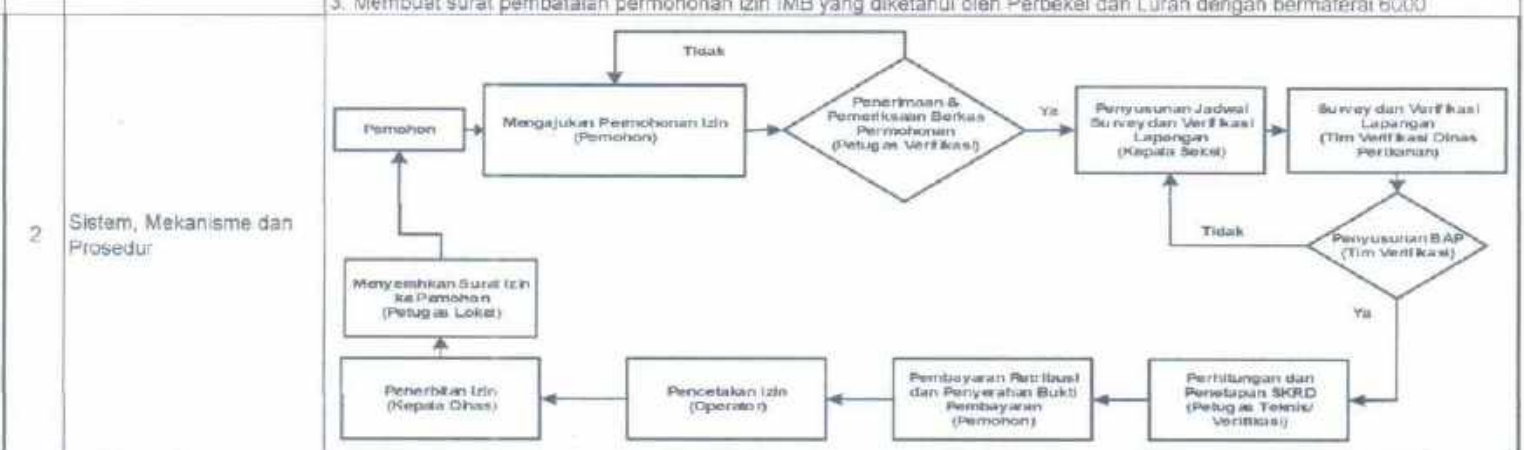 3. Membuat surat pembatalan permohonan izin IMB yang diketahui oleh Perbekel dan Lurah dengan bermaterai 6000
2
Sistem, Mekanisme dan
Prosedur
Tidak
Pemohon
Mengajukan Permohonan Izin
(Pemohon)
Penerimaan &
Pemeriksaan Berkas
Permohonan
(Petugas Verifikasi)
Ya
Penyusunan Jadwal
Survey dan Verifikasi
Lapangan
(Kepala Seksi)
Survey dan Verifikasi
Lapangan
(Tim Verifikasi Dinas
Perikanan)
Tidak
Penyusunan BAP
(Tim Verifikasi)
Ya
Perhitungan dan
Penetapan SKRD
(Petugas Teknis/
Verifikasi)
Pembayaran Retribusi
dan Penyerahan Bukti
Pembayaran
(Pemohon)
Pencetakan Izin
(Operator)
Penerbitan Izin
(Kepala Dinas)
Menyerahkan Surat Izin
ke Pemohon
(Petugas Loket)